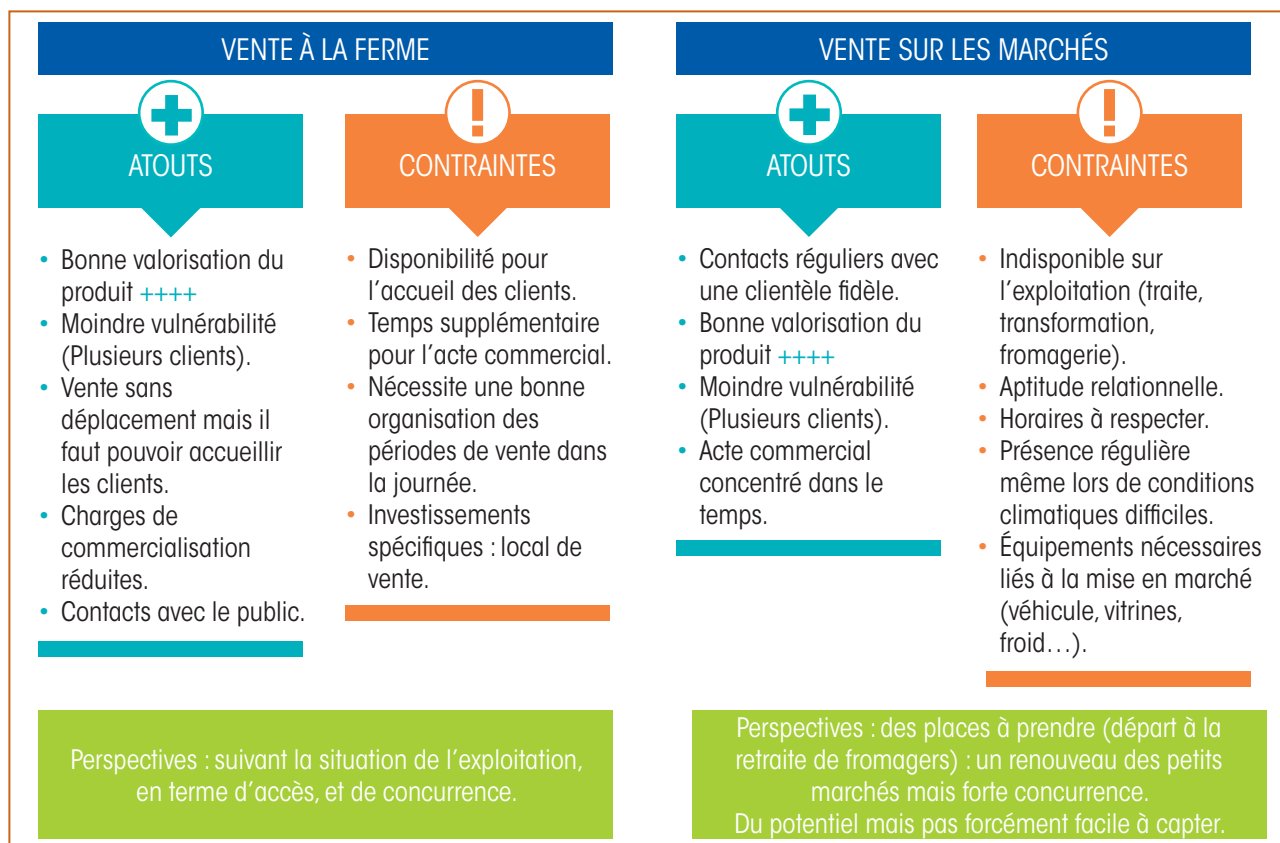 VENTE À LA FERME
ATOUTS
• Bonne valorisation du
produit ++++
• Moindre vulnérabilité
(Plusieurs clients).
• Vente sans
déplacement mais il
faut pouvoir accueillir
les clients.
• Charges de
commercialisation
réduites.
• Contacts avec le public.
CONTRAINTES
• Disponibilité pour
l’accueil des clients.
• Temps supplémentaire
pour l’acte commercial.
• Nécessite une bonne
organisation des
périodes de vente dans
la journée.
• Investissements
spécifiques : local de
vente.
Perspectives : suivant la situation de l’exploitation,
en terme d’accès, et de concurrence.
VENTE SUR LES MARCHÉS
ATOUTS
• Contacts réguliers avec
une clientèle fidèle.
• Bonne valorisation du
produit ++++
• Moindre vulnérabilité
(Plusieurs clients).
• Acte commercial
concentré dans le
temps.
CONTRAINTES
• Indisponible sur
l’exploitation (traite,
transformation,
fromagerie).
• Aptitude relationnelle.
• Horaires à respecter.
• Présence régulière
même lors de conditions
climatiques difficiles.
• Équipements nécessaires
liés à la mise en marché
(véhicule, vitrines,
froid…).
Perspectives : des places à prendre (départ à la
retraite de fromagers) : un renouveau des petits
marchés mais forte concurrence.
Du potentiel mais pas forcément facile à capter.